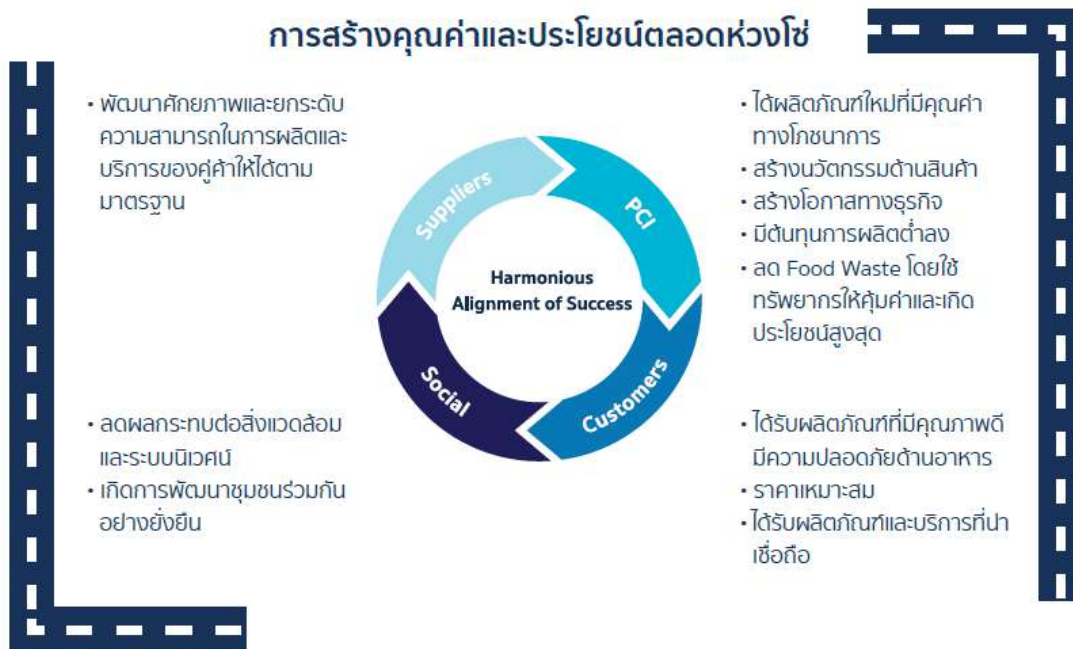 การสร้างคุณค่าและประโยชน์ตลอดห่วงโซ่
• พัฒนาศักยภาพและยกระดับ
ความสามารถในการผลิตและ
บริการของคู่ค้าให้ได้ตาม
มาตรฐาน
• ได้ผลิตภัณฑ์ใหม่ที่มีคุณค่า
ทางโภชนาการ
• สร้างนวัตกรรมด้านสินค้า
• สร้างโอกาสทางธุรกิจ
• มีต้นทุนการผลิตต่ำลง
• ลด Food Waste โดยใช้
ทรัพยากรให้คุ้มค่าและเกิด
ประโยชน์สูงสุด
Suppliers
PCI
Harmonious
Alignment of Success
Social
Customers
• ลดผลกระทบต่อสิ่งแวดล้อม
และระบบนิเวศน์
• เกิดการพัฒนาชุมชนร่วมกัน
อย่างยั่งยืน
• ได้รับผลิตภัณฑ์ที่มีคุณภาพดี
มีความปลอดภัยด้านอาหาร
• ราคาเหมาะสม
• ได้รับผลิตภัณฑ์และบริการที่น่า
เชื่อถือ